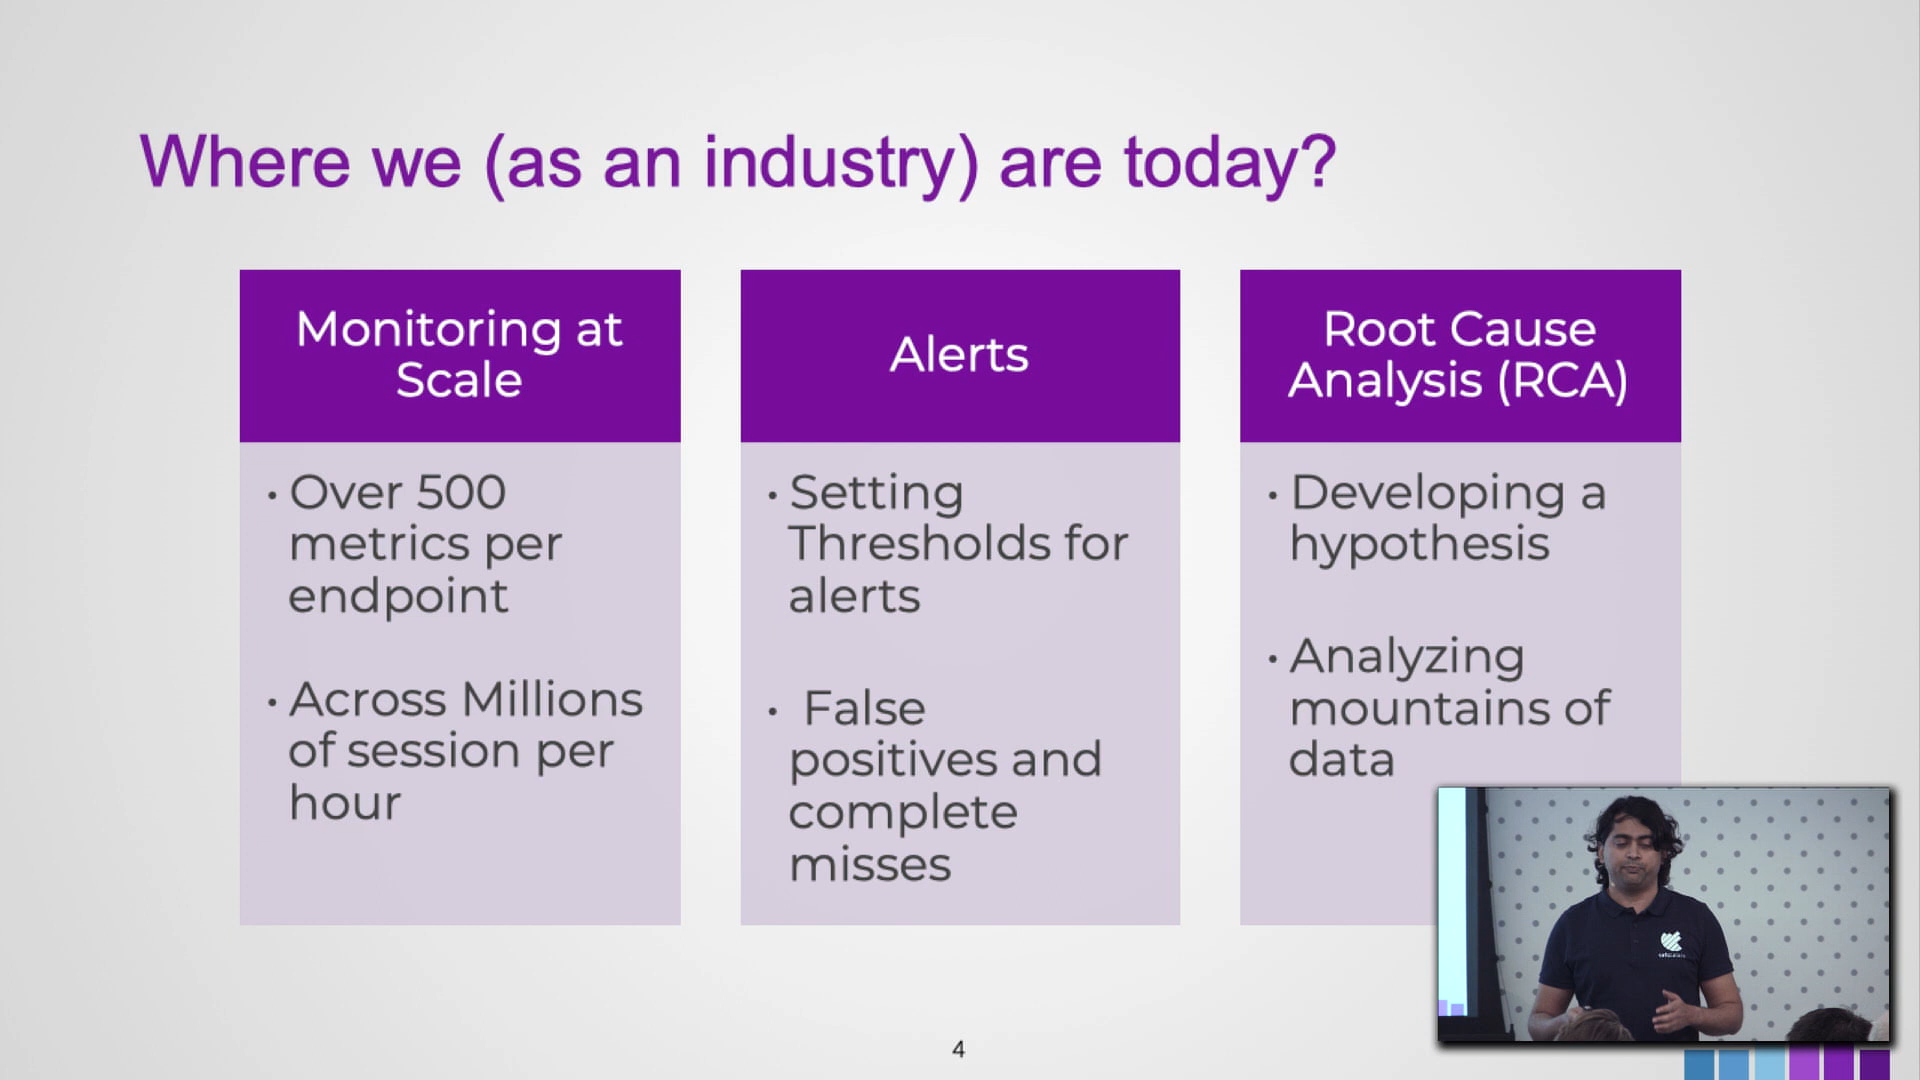 Where we (as an industry) are today?
Monitoring at
Scale
• Over 500
metrics per
endpoint
• Across Millions
of session per
hour
Alerts
• Setting
Thresholds for
alerts
• False
positives and
complete
misses
Root Cause
Analysis (RCA)
• Developing a
hypothesis
• Analyzing
mountains of
data
4